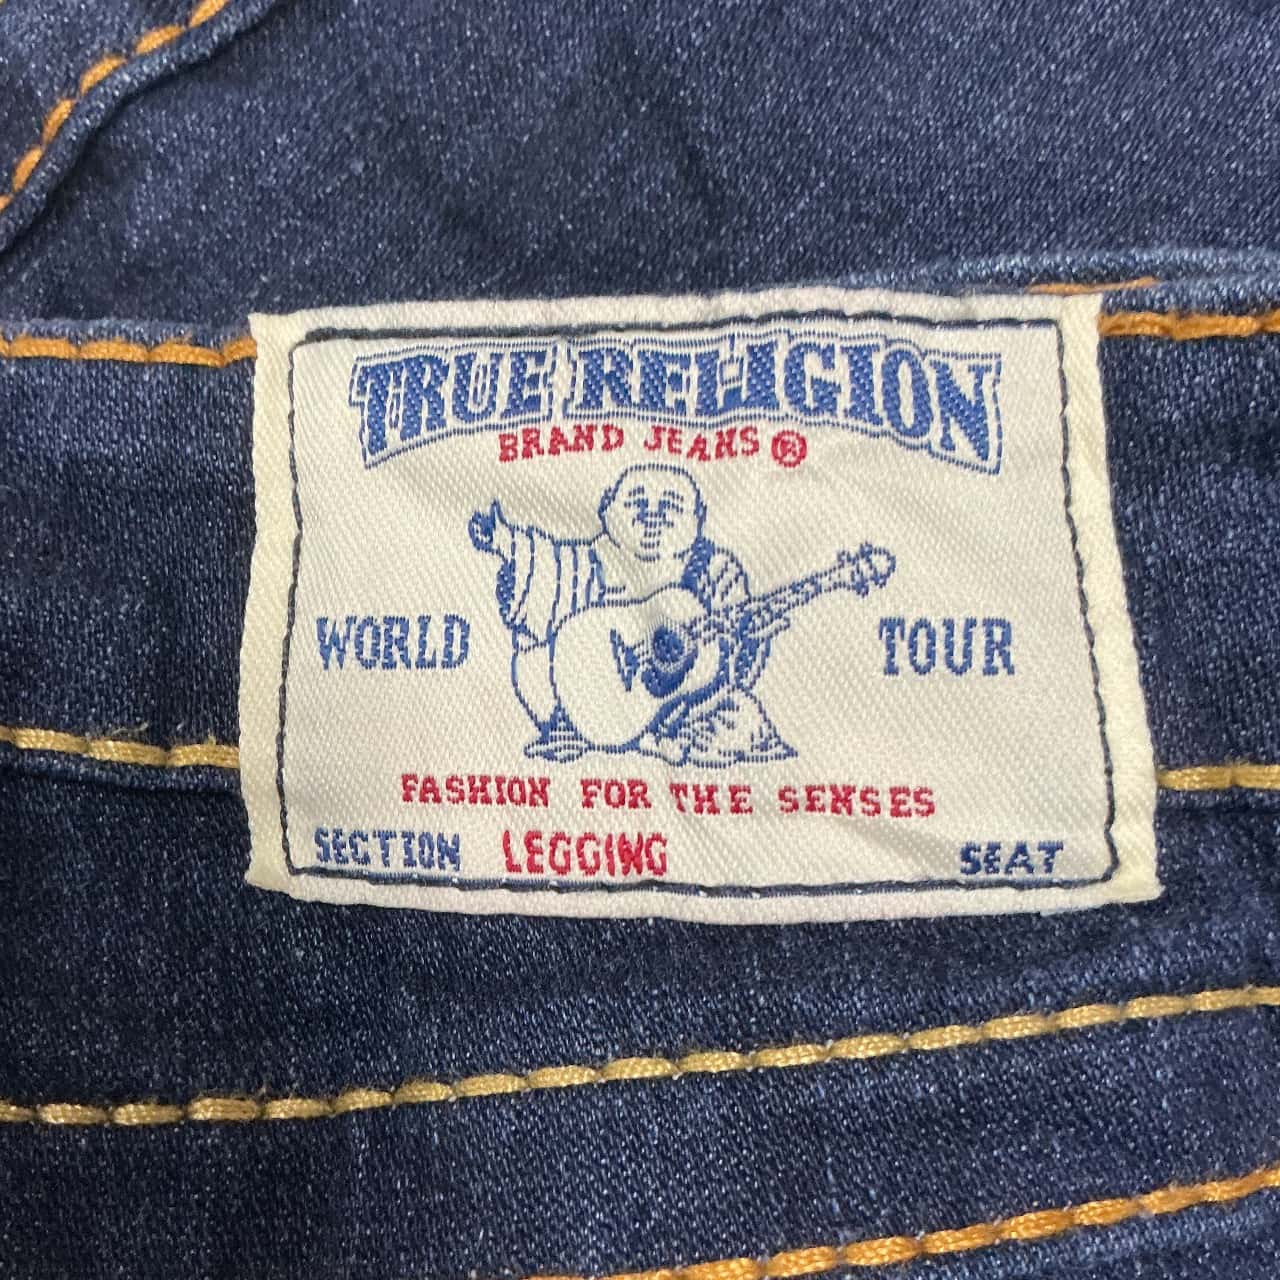 TRUE RELIGION
BRAND JEANS®
WORLD TOUR
FASHION FOR THE SENSES
SECTION LEGGING SEAT